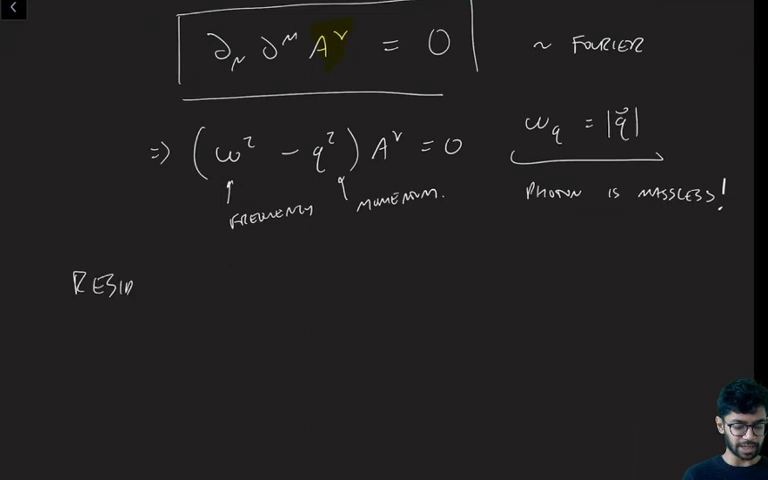 ∂_μ ∂^μ A^ν = 0 ~ FOURIER
⇒ (ω² − q²) A^ν = 0 ω_q = |q⃗|
↑ FREQUENCY ↑ MOMENTUM. PHOTON IS MASSLESS!
RESID